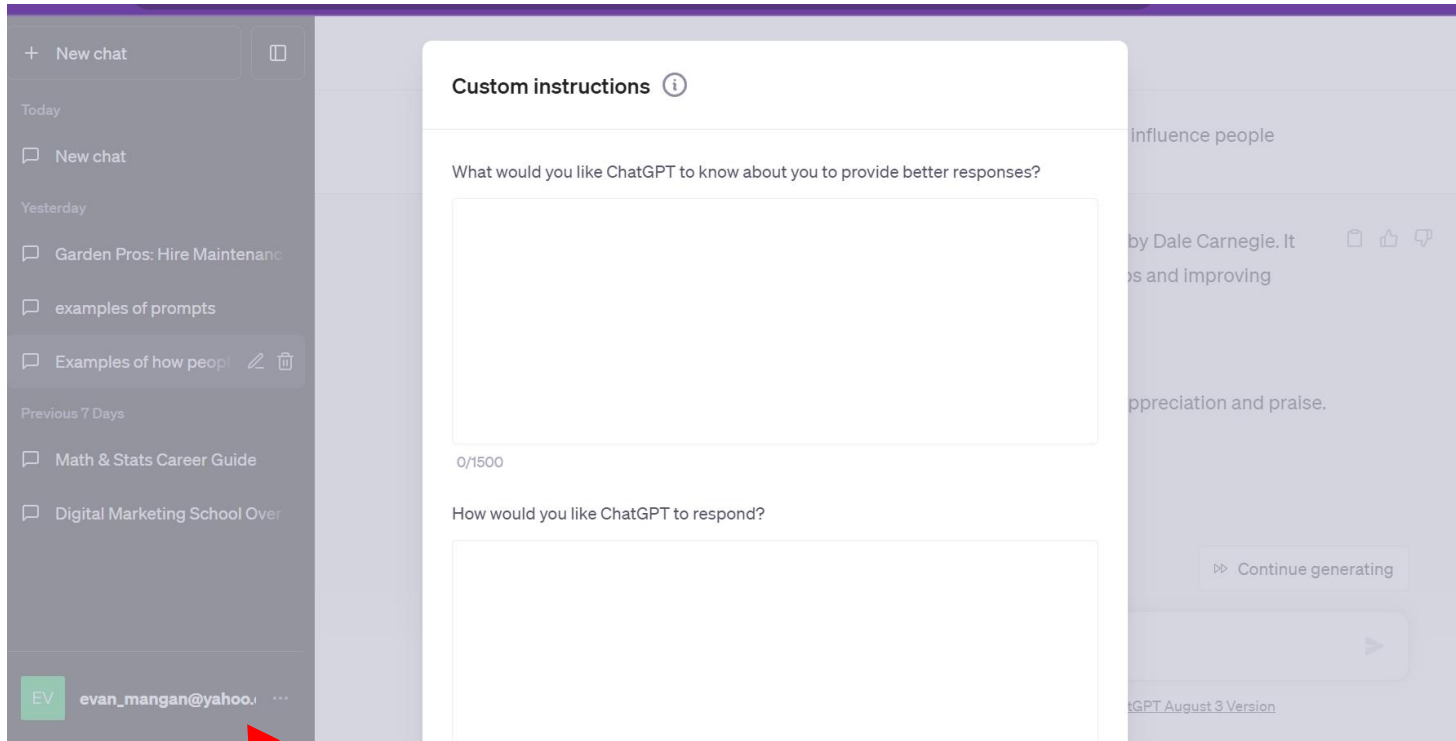 New chat
Today
New chat
Yesterday
Garden Pros: Hire Maintenanc
examples of prompts
Examples of how peopl
Previous 7 Days
Math & Stats Career Guide
Digital Marketing School Over
EV
evan_mangan@yahoo.
Custom instructions
What would you like ChatGPT to know about you to provide better responses?
0/1500
How would you like ChatGPT to respond?
influence people
by Dale Carnegie. It
ps and improving
ppreciation and praise.
Continue generating
tGPT August 3 Version